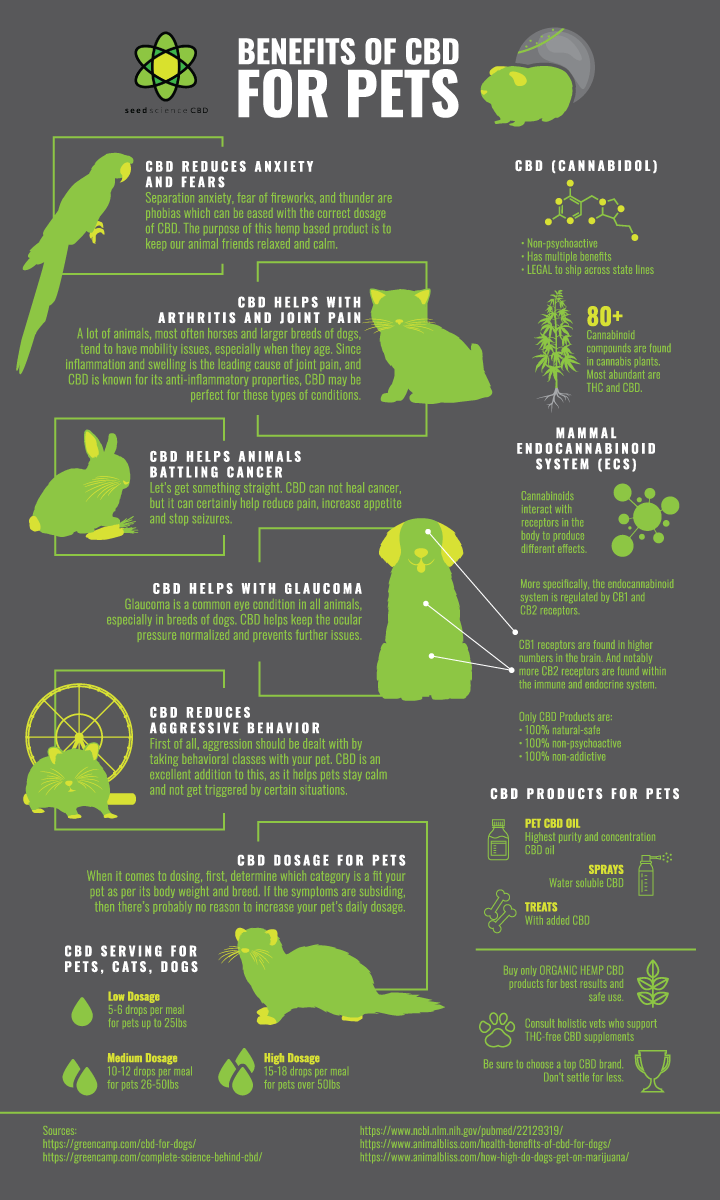 seedscienceCBD
BENEFITS OF CBD
FOR PETS
CBD REDUCES ANXIETY
AND FEARS
Separation anxiety, fear of fireworks, and thunder are
phobias which can be eased with the correct dosage
of CBD. The purpose of this hemp based product is to
keep our animal friends relaxed and calm.
CBD HELPS WITH
ARTHRITIS AND JOINT PAIN
A lot of animals, most often horses and larger breeds of dogs,
tend to have mobility issues, especially when they age. Since
inflammation and swelling is the leading cause of joint pain, and
CBD is known for its anti-inflammatory properties, CBD may be
perfect for these types of conditions.
CBD HELPS ANIMALS
BATTLING CANCER
Let's get something straight. CBD can not heal cancer,
but it can certainly help reduce pain, increase appetite
and stop seizures.
CBD HELPS WITH GLAUCOMA
Glaucoma is a common eye condition in all animals,
especially in breeds of dogs. CBD helps keep the ocular
pressure normalized and prevents further issues.
CBD REDUCES
AGGRESSIVE BEHAVIOR
First of all, aggression should be dealt with by
taking behavioral classes with your pet. CBD is an
excellent addition to this, as it helps pets stay calm
and not get triggered by certain situations.
CBD DOSAGE FOR PETS
When it comes to dosing, first, determine which category is a fit your
pet as per its body weight and breed. If the symptoms are subsiding,
then there's probably no reason to increase your pet's daily dosage.
CBD SERVING FOR
PETS, CATS, DOGS
Low Dosage
5-6 drops per meal
for pets up to 25lbs
Medium Dosage
10-12 drops per meal
for pets 26-50lbs
High Dosage
15-18 drops per meal
for pets over 50lbs
CBD (CANNABIDOL)
• Non-psychoactive
• Has multiple benefits
• LEGAL to ship across state lines
80+
Cannabinoid
compounds are found
in cannabis plants.
Most abundant are
THC and CBD.
MAMMAL
ENDOCANNABINOID
SYSTEM (ECS)
Cannabinoids
interact with
receptors in the
body to produce
different effects.
More specifically, the endocannabinoid
system is regulated by CB1 and
CB2 receptors.
CB1 receptors are found in higher
numbers in the brain. And notably
more CB2 receptors are found within
the immune and endocrine system.
Only CBD Products are:
• 100% natural-safe
• 100% non-psychoactive
• 100% non-addictive
CBD PRODUCTS FOR PETS
PET CBD OIL
Highest purity and concentration
CBD oil
SPRAYS
Water soluble CBD
TREATS
With added CBD
Buy only ORGANIC HEMP CBD
products for best results and
safe use.
Consult holistic vets who support
THC-free CBD supplements
Be sure to choose a top CBD brand.
Don't settle for less.
Sources:
https://greencamp.com/cbd-for-dogs/
https://greencamp.com/complete-science-behind-cbd/
https://www.ncbl.nlm.nih.gov/pubmed/22129319/
https://www.animalbliss.com/health-benefits-of-cbd-for-dogs/
https://www.animalbliss.com/how-high-do-dogs-get-on-marijuana/